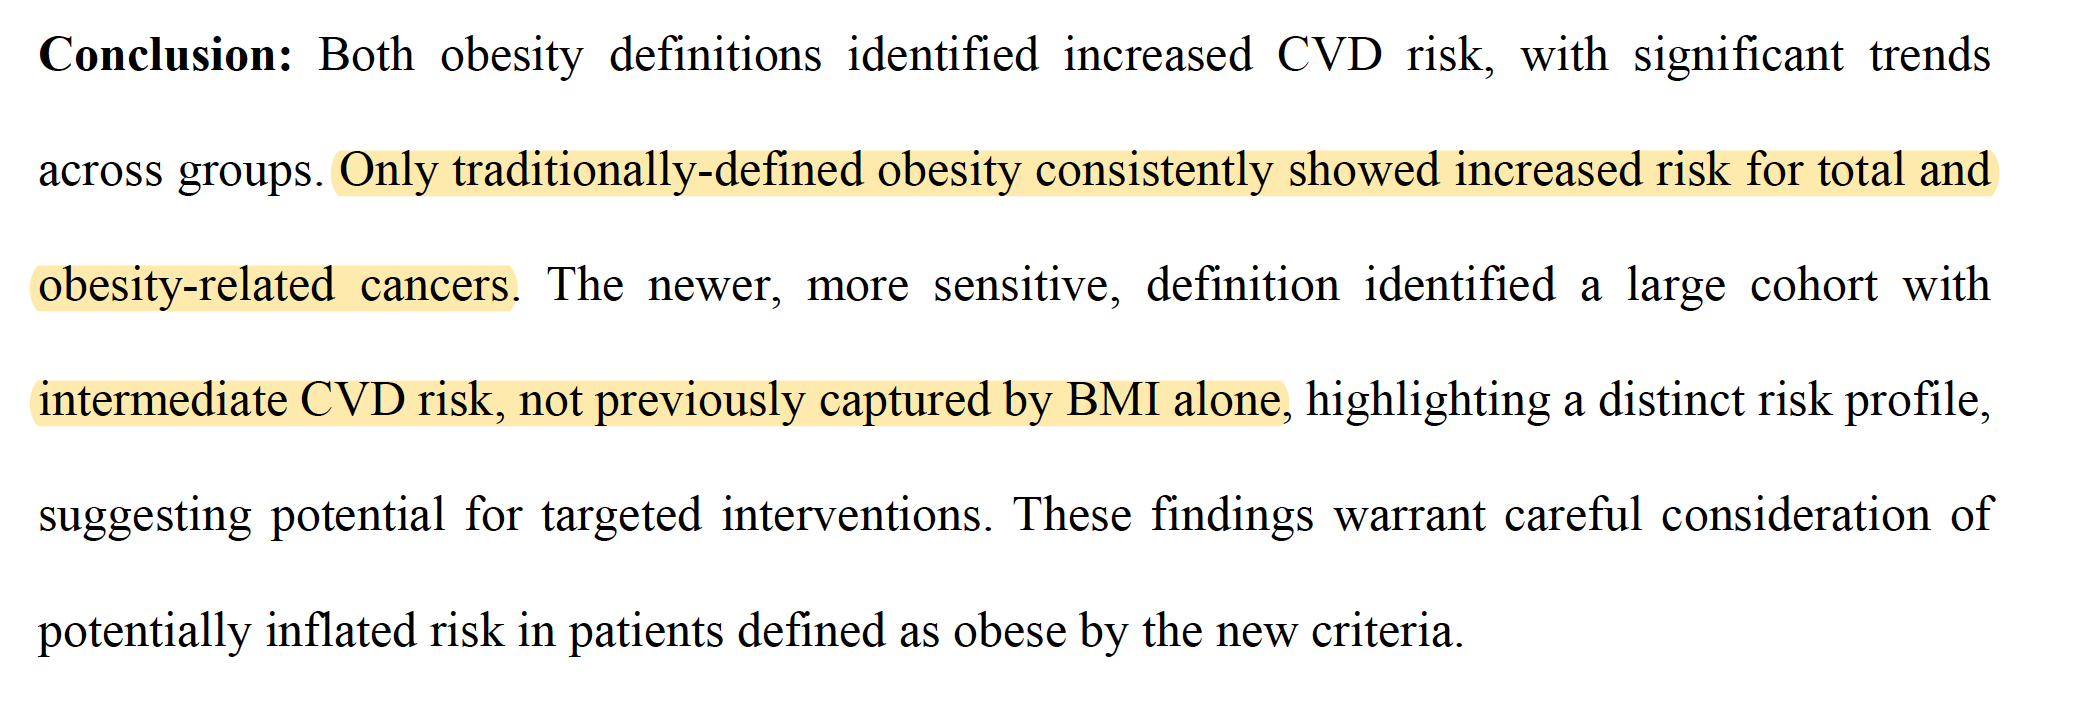 Conclusion: Both obesity definitions identified increased CVD risk, with significant trends
across groups. Only traditionally-defined obesity consistently showed increased risk for total and
obesity-related cancers. The newer, more sensitive, definition identified a large cohort with
intermediate CVD risk, not previously captured by BMI alone, highlighting a distinct risk profile,
suggesting potential for targeted interventions. These findings warrant careful consideration of
potentially inflated risk in patients defined as obese by the new criteria.